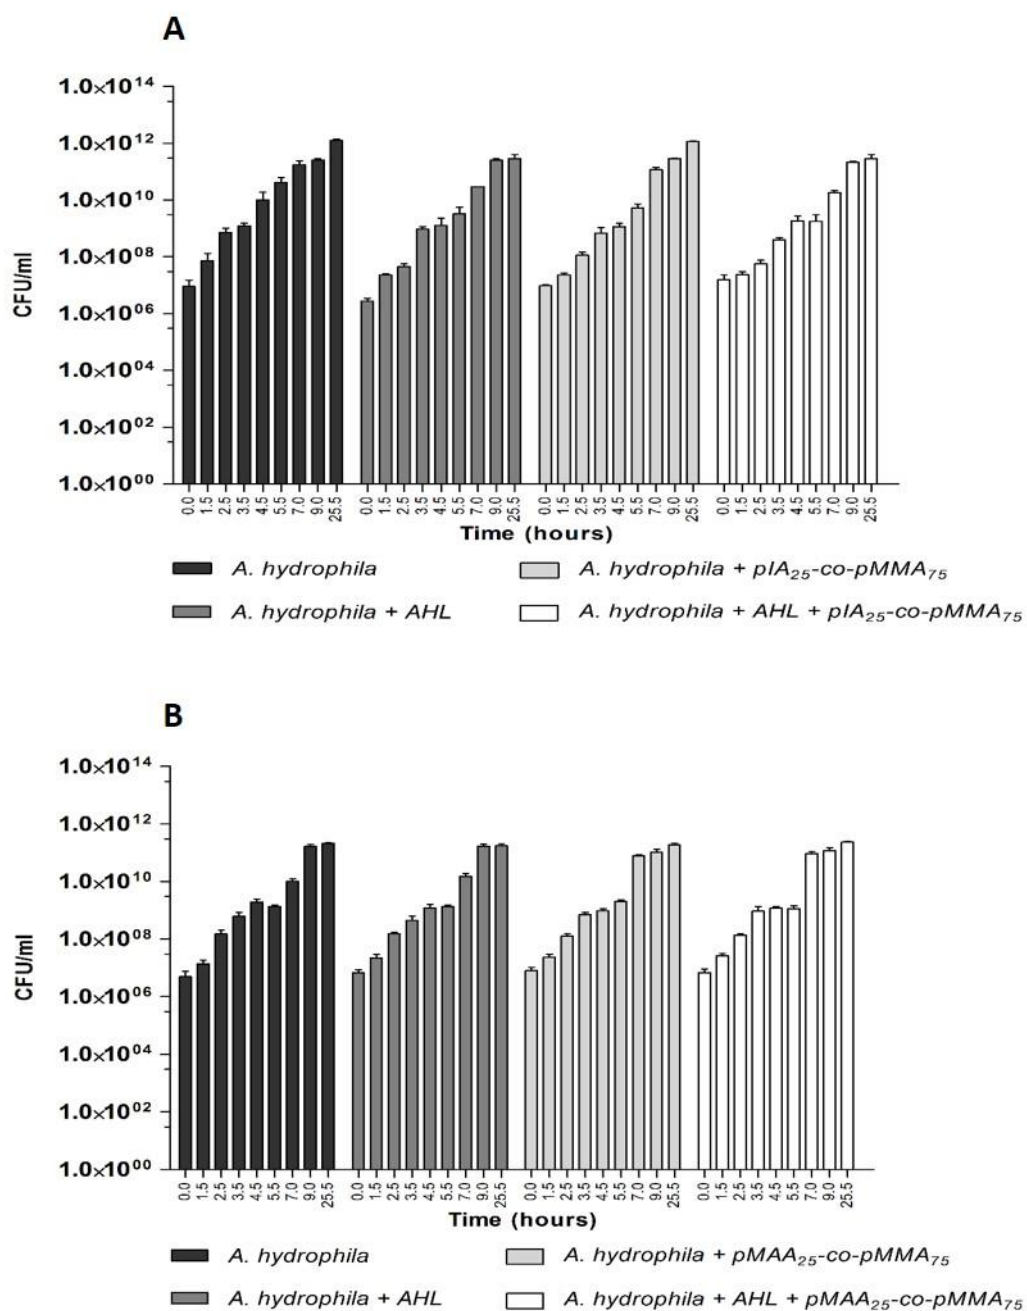 A
1.0×10¹⁴
1.0×10¹²
1.0×10¹⁰
1.0×10⁰⁸
1.0×10⁰⁶
1.0×10⁰⁴
1.0×10⁰²
1.0×10⁰⁰
CFU/ml
0.0 1.5 2.5 3.5 4.5 5.5 7.0 9.0 25.5 0.0 1.5 2.5 3.5 4.5 5.5 7.0 9.0 25.5 0.0 1.5 2.5 3.5 4.5 5.5 7.0 9.0 25.5 0.0 1.5 2.5 3.5 4.5 5.5 7.0 9.0 25.5
Time (hours)
A. hydrophila
A. hydrophila + pIA₂₅-co-pMMA₇₅
A. hydrophila + AHL
A. hydrophila + AHL + pIA₂₅-co-pMMA₇₅
B
1.0×10¹⁴
1.0×10¹²
1.0×10¹⁰
1.0×10⁰⁸
1.0×10⁰⁶
1.0×10⁰⁴
1.0×10⁰²
1.0×10⁰⁰
CFU/ml
0.0 1.5 2.5 3.5 4.5 5.5 7.0 9.0 25.5 0.0 1.5 2.5 3.5 4.5 5.5 7.0 9.0 25.5 0.0 1.5 2.5 3.5 4.5 5.5 7.0 9.0 25.5 0.0 1.5 2.5 3.5 4.5 5.5 7.0 9.0 25.5
Time (hours)
A. hydrophila
A. hydrophila + pMAA₂₅-co-pMMA₇₅
A. hydrophila + AHL
A. hydrophila + AHL + pMAA₂₅-co-pMMA₇₅